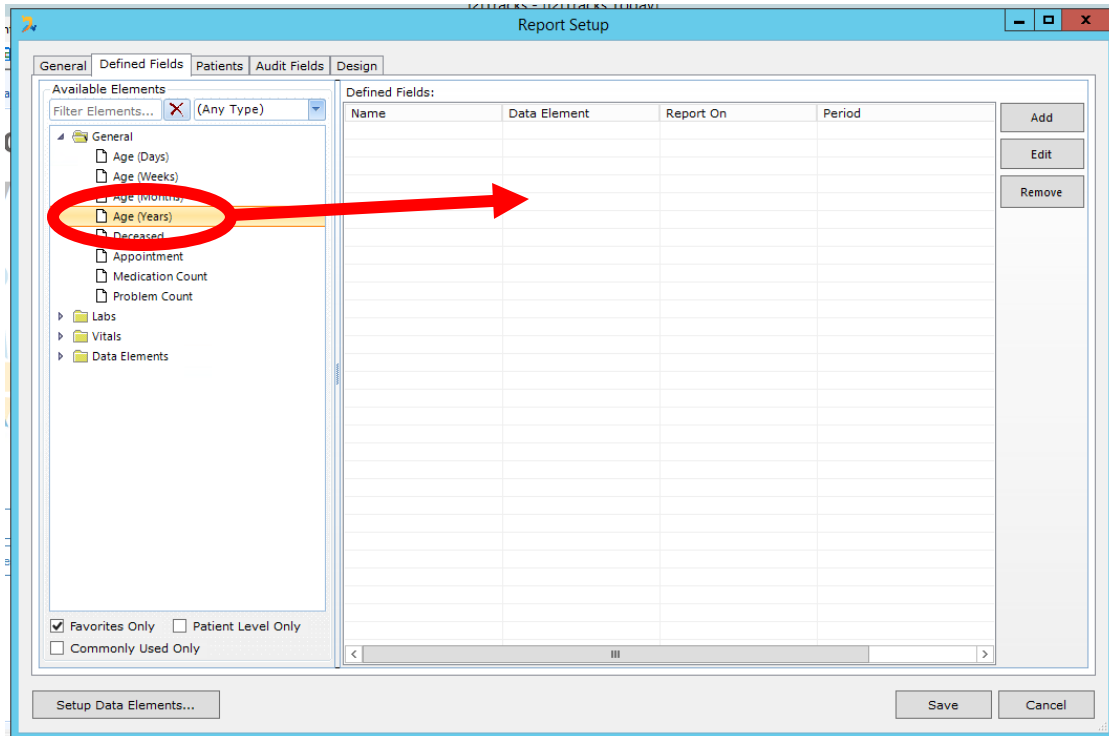 Report Setup
General Defined Fields Patients Audit Fields Design
Available Elements
Filter Elements... (Any Type)
General
Age (Days)
Age (Weeks)
Age (Months)
Age (Years)
Deceased
Appointment
Medication Count
Problem Count
Labs
Vitals
Data Elements
Favorites Only Patient Level Only
Commonly Used Only
Defined Fields:
Name Data Element Report On Period
Add
Edit
Remove
Setup Data Elements...
Save Cancel